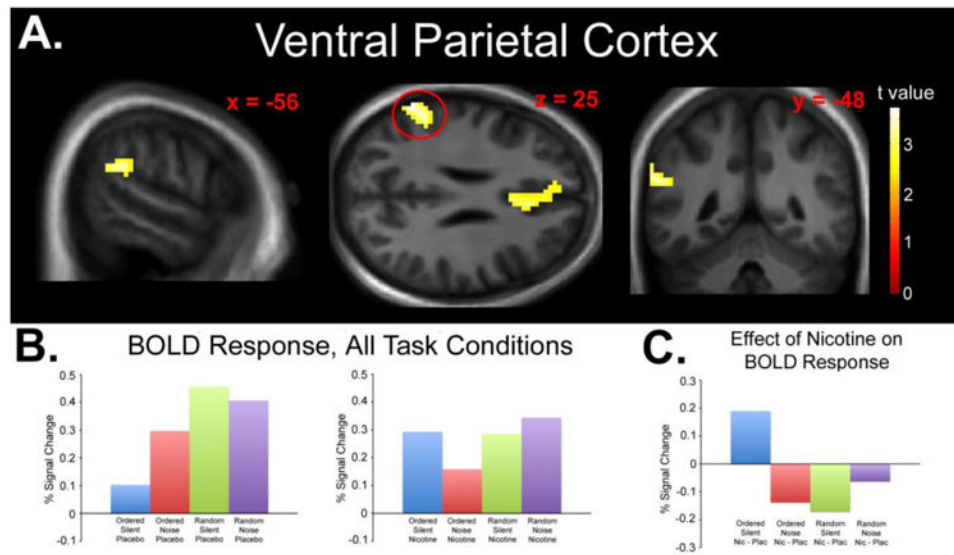 A.
Ventral Parietal Cortex
x = -56
z = 25
y = -48
t value
3
2
1
0
B.
BOLD Response, All Task Conditions
% Signal Change
0.5
0.4
0.3
0.2
0.1
0
-0.1
Ordered Silent Placebo
Ordered Noise Placebo
Random Silent Placebo
Random Noise Placebo
% Signal Change
0.5
0.4
0.3
0.2
0.1
0
-0.1
Ordered Silent Nicotine
Ordered Noise Nicotine
Random Silent Nicotine
Random Noise Nicotine
C.
Effect of Nicotine on
BOLD Response
% Signal Change
0.3
0.2
0.1
0
-0.1
-0.2
-0.3
Ordered Silent Nic - Plac
Ordered Noise Nic - Plac
Random Silent Nic - Plac
Random Noise Nic - Plac